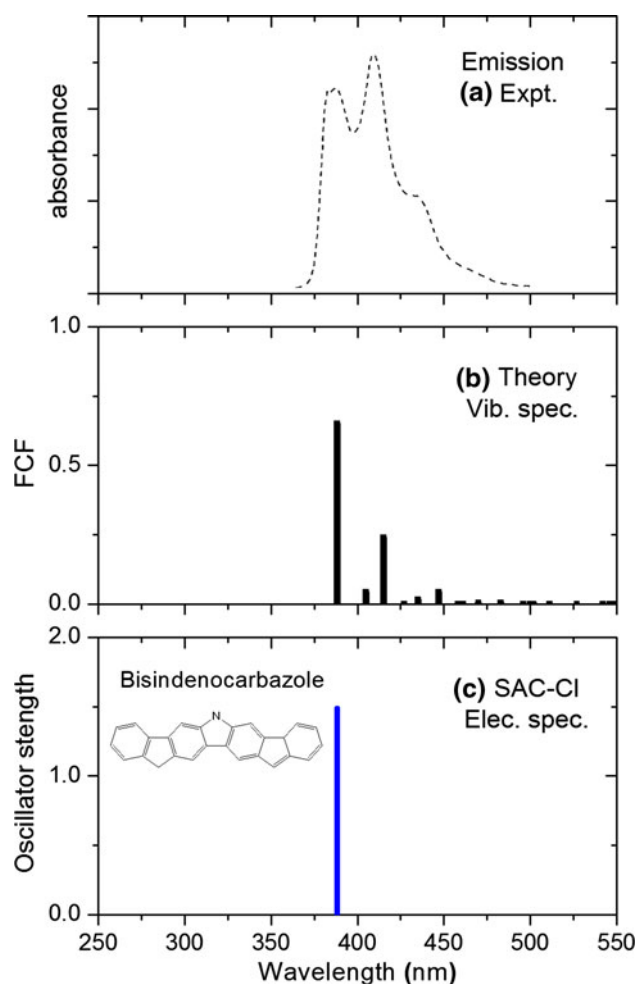 Emission
(a) Expt.
absorbance
1.0
(b) Theory
Vib. spec.
0.5
FCF
0.0
2.0
Bisindenocarbazole
(c) SAC-CI
Elec. spec.
N
1.0
Oscillator stength
0.0
250 300 350 400 450 500 550
Wavelength (nm)